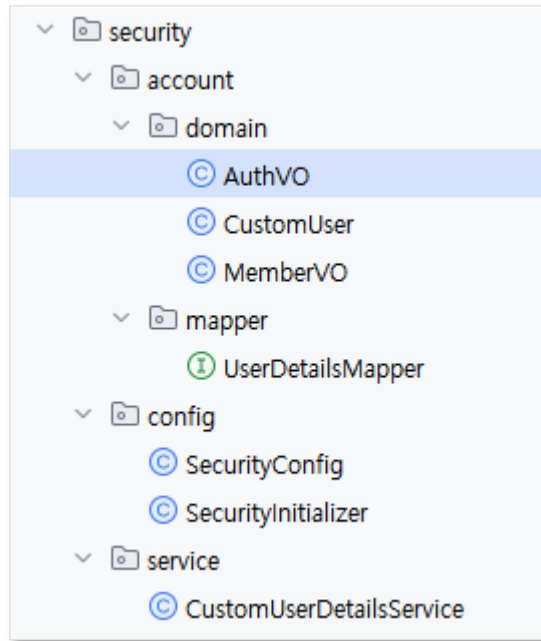 security
account
domain
AuthVO
CustomUser
MemberVO
mapper
UserDetailsMapper
config
SecurityConfig
SecurityInitializer
service
CustomUserDetailsService